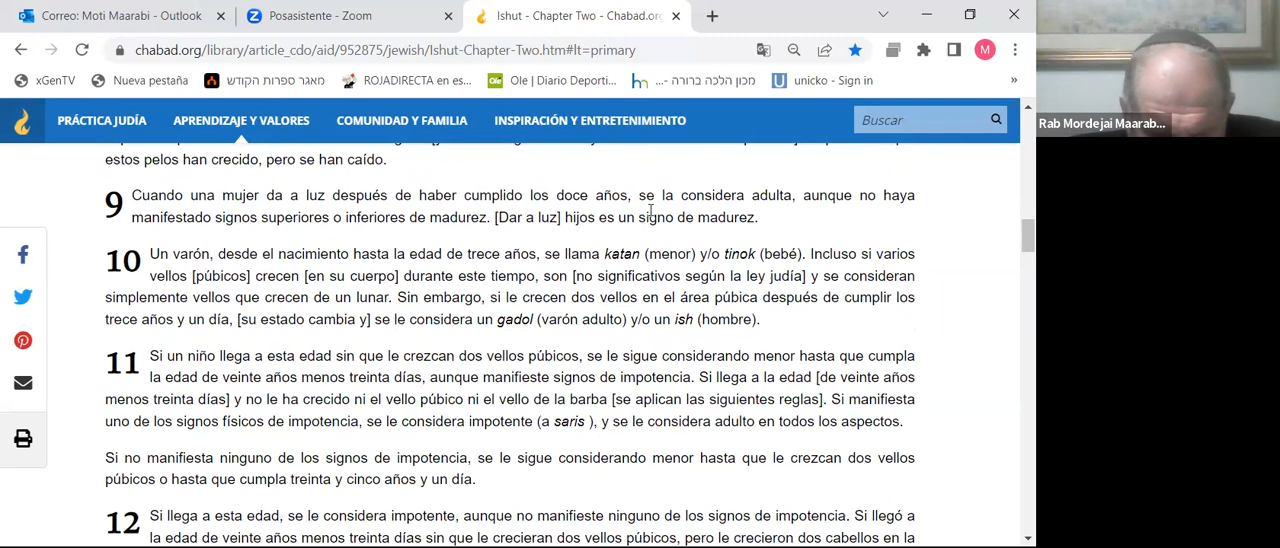 Correo: Moti Maarabi - Outlook
Posasistente - Zoom
Ishut - Chapter Two - Chabad.org
chabad.org/library/article_cdo/aid/952875/jewish/Ishut-Chapter-Two.htm#lt=primary
M
xGenTV
Nueva pestaña
מאגר ספרות הקודש
ROJADIRECTA en es...
Ole | Diario Deporti...
מכון הלכה ברורה -...
unicko - Sign in
»
PRÁCTICA JUDÍA
APRENDIZAJE Y VALORES
COMUNIDAD Y FAMILIA
INSPIRACIÓN Y ENTRETENIMIENTO
Buscar
Rab Mordejai Maarab...
estos pelos han crecido, pero se han caído.
9 Cuando una mujer da a luz después de haber cumplido los doce años, se la considera adulta, aunque no haya
manifestado signos superiores o inferiores de madurez. [Dar a luz] hijos es un signo de madurez.
10 Un varón, desde el nacimiento hasta la edad de trece años, se llama katan (menor) y/o tinok (bebé). Incluso si varios
vellos [púbicos] crecen [en su cuerpo] durante este tiempo, son [no significativos según la ley judía] y se consideran
simplemente vellos que crecen de un lunar. Sin embargo, si le crecen dos vellos en el área púbica después de cumplir los
trece años y un día, [su estado cambia y] se le considera un gadol (varón adulto) y/o un ish (hombre).
11 Si un niño llega a esta edad sin que le crezcan dos vellos púbicos, se le sigue considerando menor hasta que cumpla
la edad de veinte años menos treinta días, aunque manifieste signos de impotencia. Si llega a la edad [de veinte años
menos treinta días] y no le ha crecido ni el vello púbico ni el vello de la barba [se aplican las siguientes reglas]. Si manifiesta
uno de los signos físicos de impotencia, se le considera impotente (a saris ), y se le considera adulto en todos los aspectos.
Si no manifiesta ninguno de los signos de impotencia, se le sigue considerando menor hasta que le crezcan dos vellos
púbicos o hasta que cumpla treinta y cinco años y un día.
12 Si llega a esta edad, se le considera impotente, aunque no manifieste ninguno de los signos de impotencia. Si llegó a
la edad de veinte años menos treinta días sin que le crecieran dos vellos púbicos, pero le crecieron dos cabellos en la